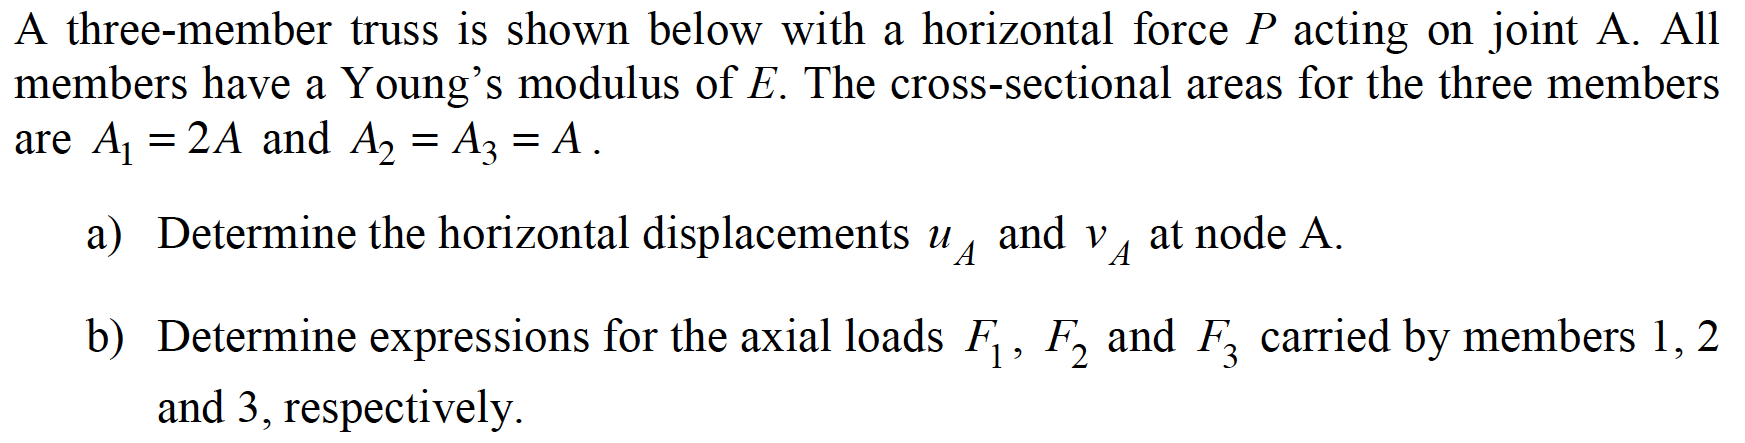 A three-member truss is shown below with a horizontal force P acting on joint A. All
members have a Young’s modulus of E. The cross-sectional areas for the three members
are A₁ = 2A and A₂ = A₃ = A .
a) Determine the horizontal displacements u_A and v_A at node A.
b) Determine expressions for the axial loads F₁, F₂ and F₃ carried by members 1, 2
and 3, respectively.